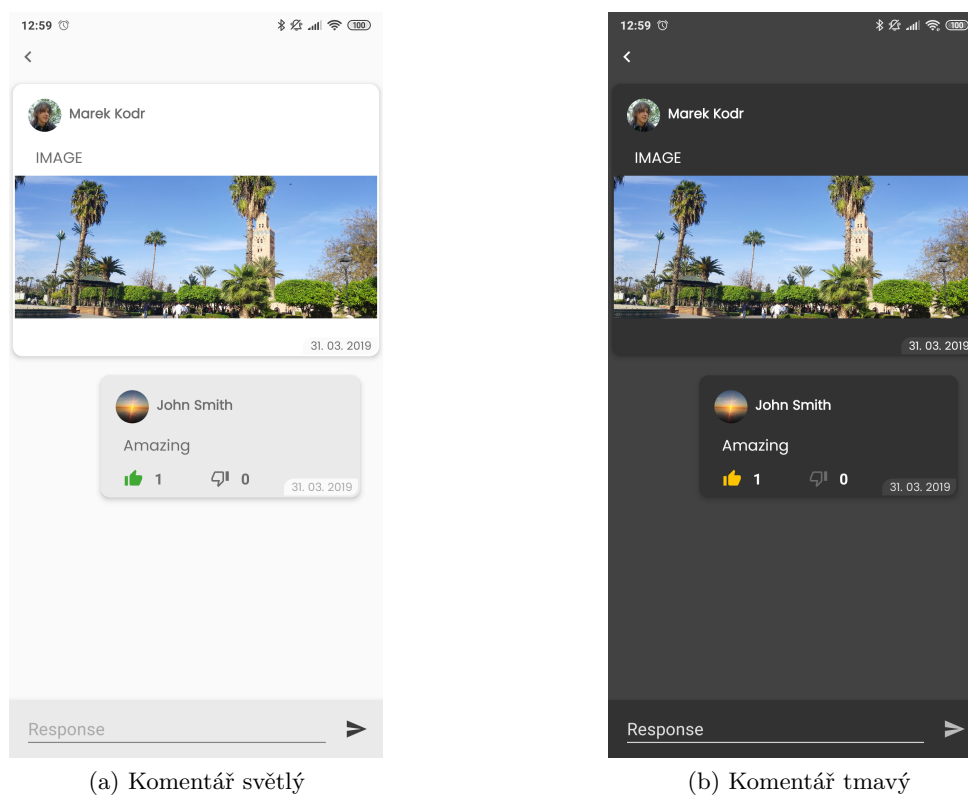 12:59
100
Marek Kodr
IMAGE
31. 03. 2019
John Smith
Amazing
1 0
31. 03. 2019
Response
(a) Komentář světlý
12:59
100
Marek Kodr
IMAGE
31. 03. 2019
John Smith
Amazing
1 0
31. 03. 2019
Response
(b) Komentář tmavý